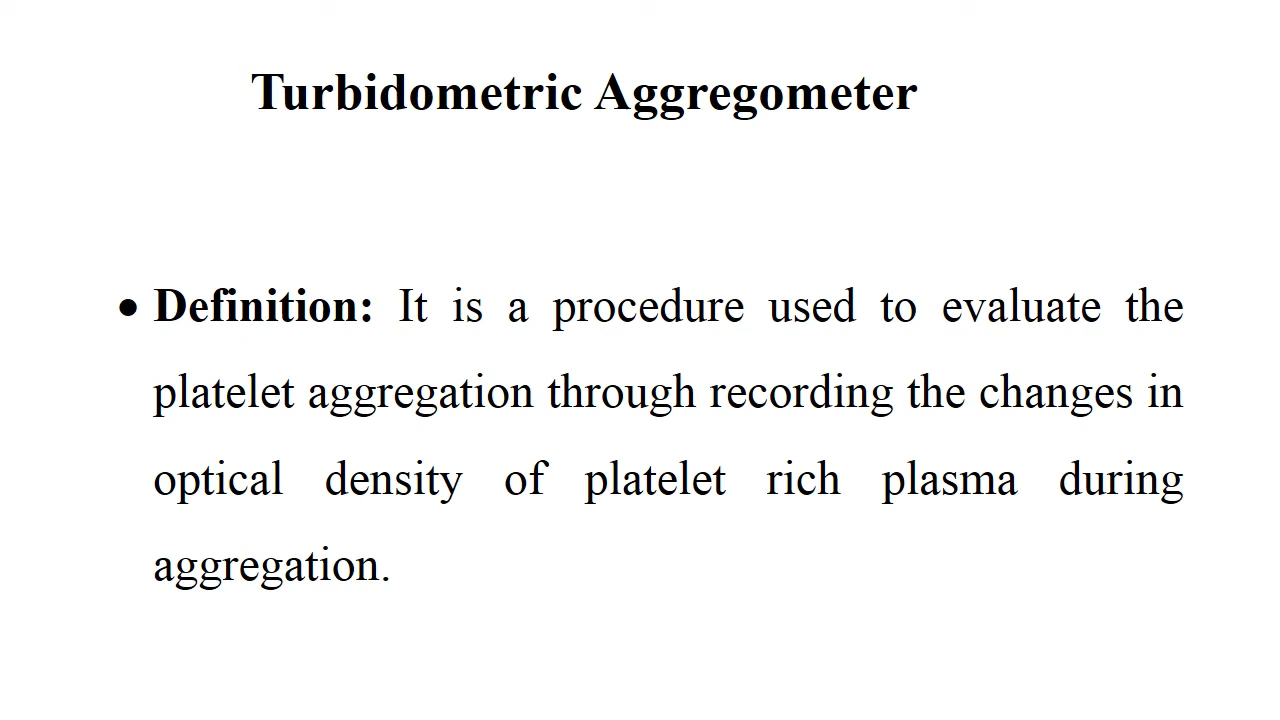 Turbidometric Aggregometer
• Definition: It is a procedure used to evaluate the
platelet aggregation through recording the changes in
optical density of platelet rich plasma during
aggregation.